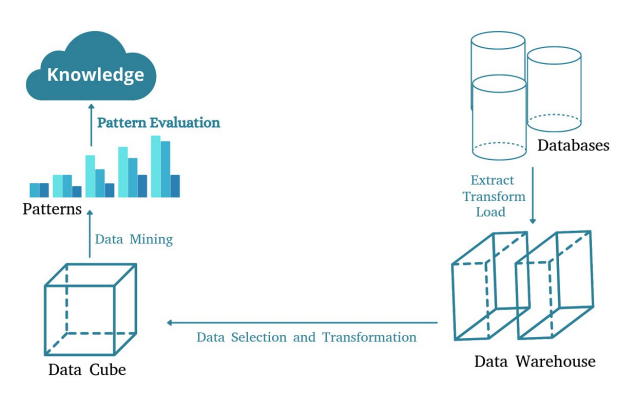 Knowledge
Pattern Evaluation
Patterns
Data Mining
Data Cube
Data Selection and Transformation
Databases
Extract
Transform
Load
Data Warehouse